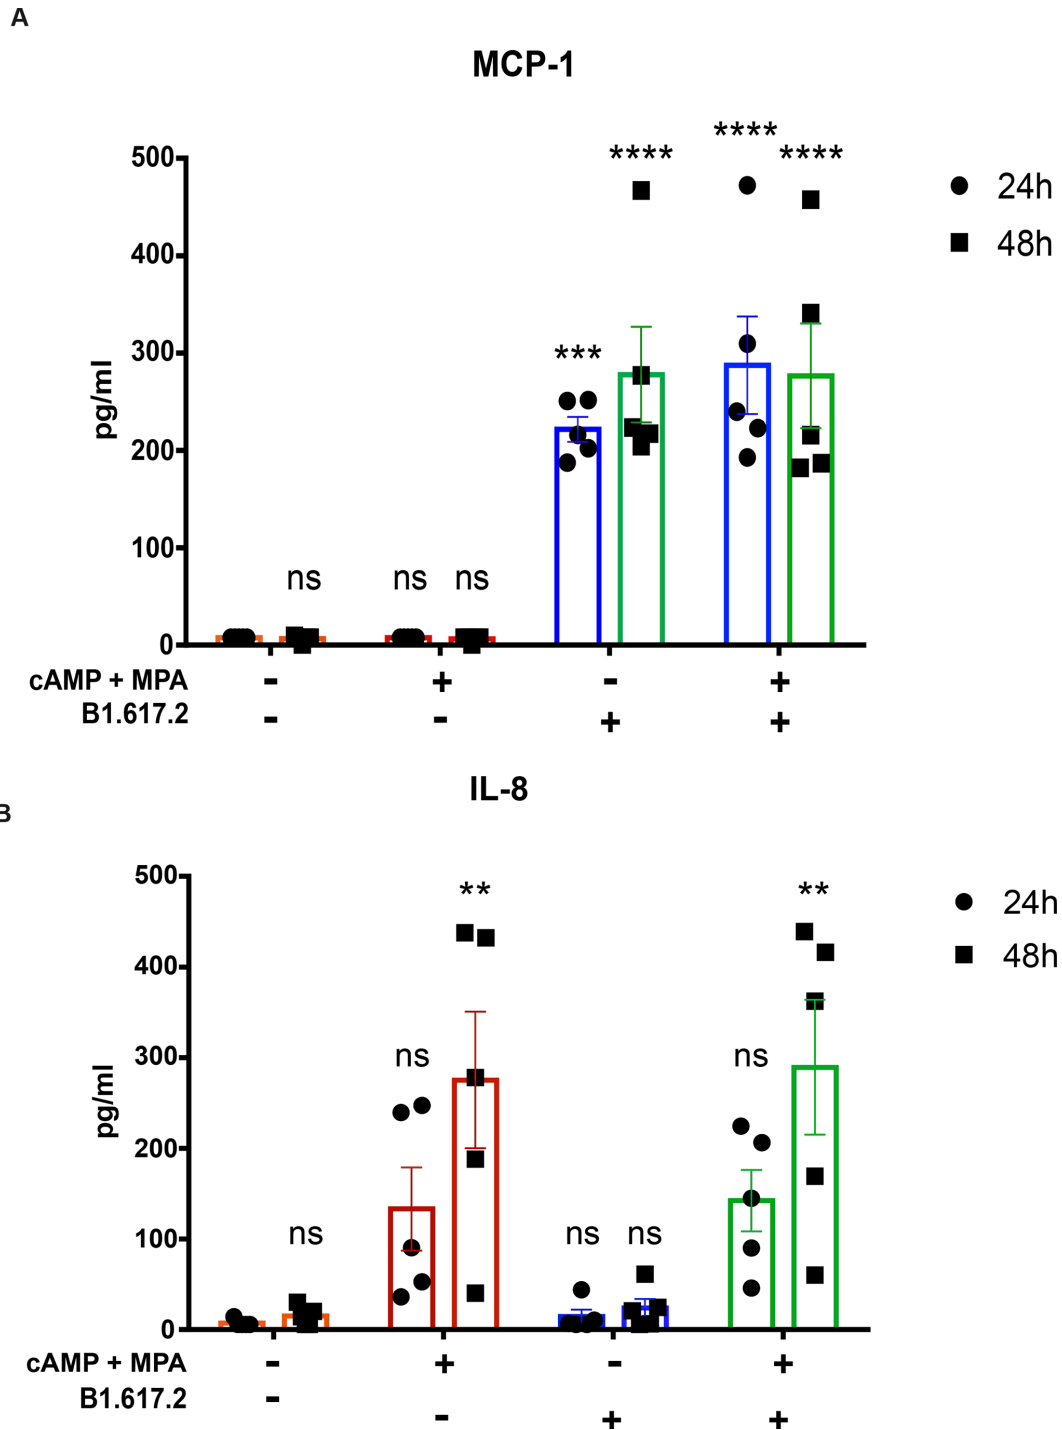 A
MCP-1
**** **** **** 
500
24h
400
48h
300
***
pg/ml
200
100
ns ns ns
0
cAMP + MPA - + - +
B1.617.2 - - + +
IL-8
B
500
** **
24h
400
48h
300
ns ns
pg/ml
200
100
ns ns ns
0
cAMP + MPA - + - +
B1.617.2 - - + +